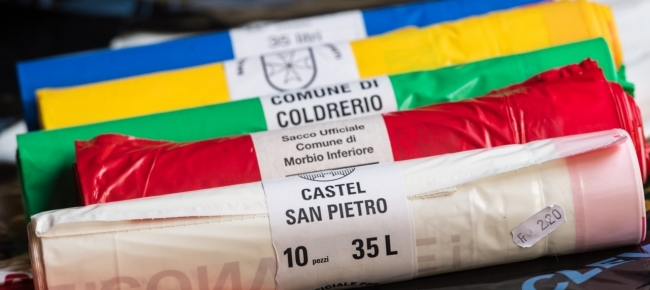 35 litri
COMUNE DI
COLDRERIO
Sacco Ufficiale
Comune di
Morbio Inferiore
CASTEL
SAN PIETRO
10 pezzi 35 L
Fr. 2.20